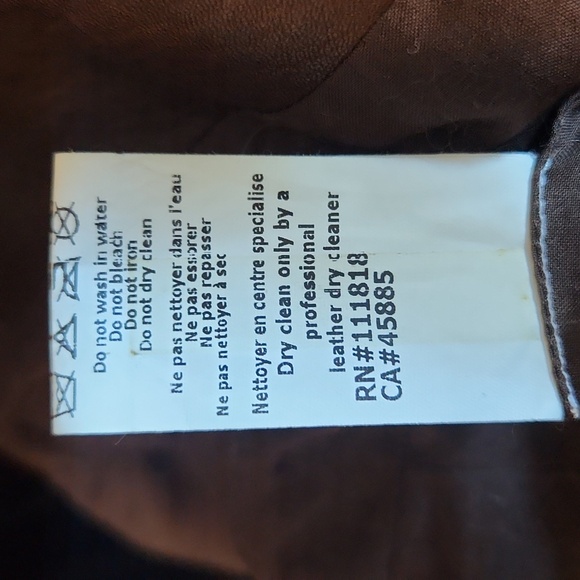 Do not wash in water
Do not bleach
Do not iron
Do not dry clean
Ne pas nettoyer dans l'eau
Ne pas essorer
Ne pas repasser
Ne pas nettoyer à sec
Nettoyer en centre specialise
Dry clean only by a
professional
leather dry cleaner
RN#111818
CA#45885